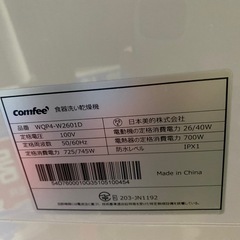 comfee' 食器洗い乾燥機
品番 WQP4-W2601D
定格電圧 100V
定格周波数 50/60Hz
定格消費電力 725/745W
日本美的株式会社
電動機の定格消費電力 26/40W
電熱器の定格消費電力 700W
防水レベル IPX1
Made in China
203-JN1192